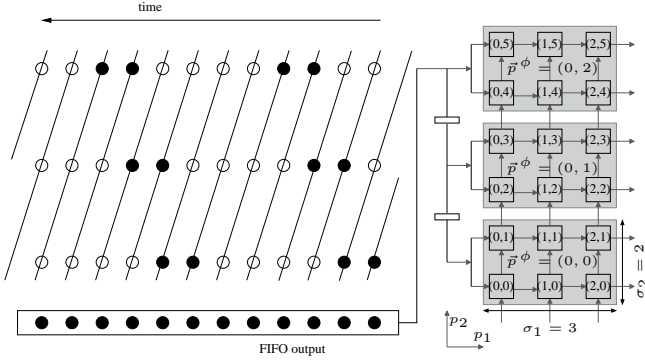 time
(0,5) (1,5) (2,5)
p⃗ ϕ = (0, 2)
(0,4) (1,4) (2,4)
(0,3) (1,3) (2,3)
p⃗ ϕ = (0, 1)
(0,2) (1,2) (2,2)
(0,1) (1,1) (2,1)
p⃗ ϕ = (0, 0)
(0,0) (1,0) (2,0)
σ2 = 2
σ1 = 3
p2
p1
FIFO output